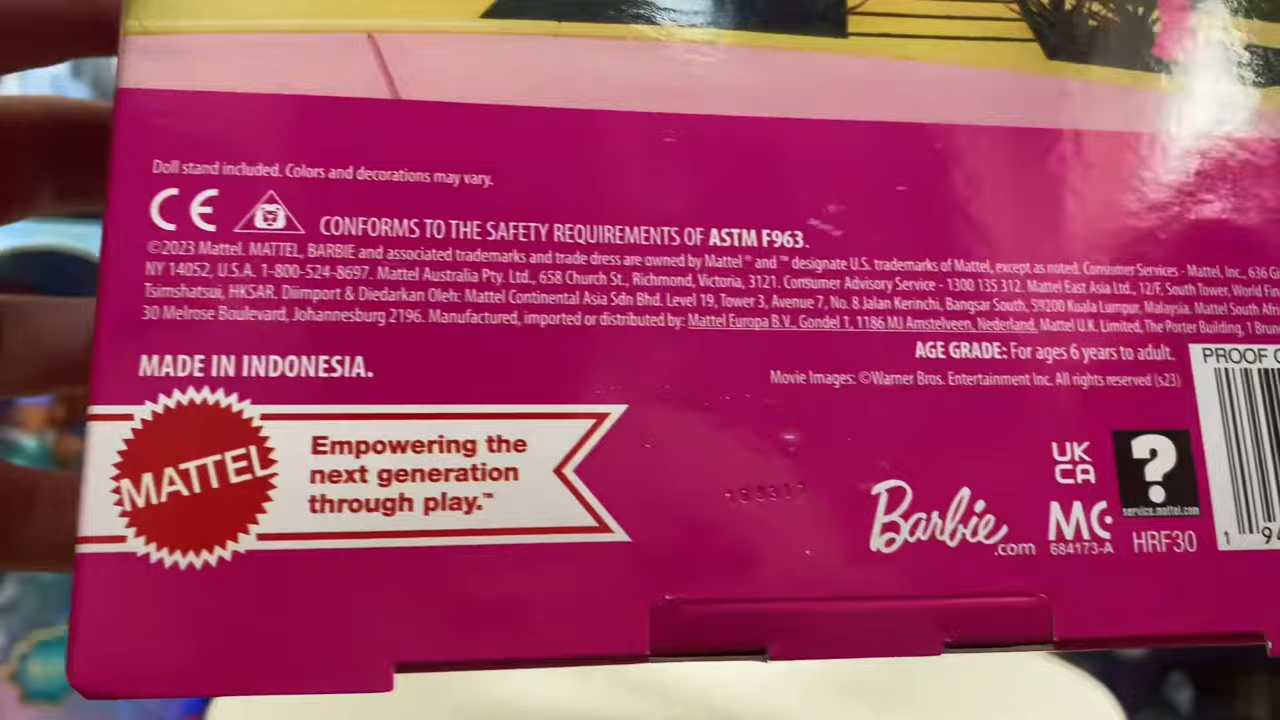 Doll stand included. Colors and decorations may vary.
CE
CONFORMS TO THE SAFETY REQUIREMENTS OF ASTM F963.
©2023 Mattel. MATTEL, BARBIE and associated trademarks and trade dress are owned by Mattel® and ™ designate U.S. trademarks of Mattel, except as noted. Consumer Services - Mattel, Inc., 636
NY 14052, U.S.A. 1-800-524-8697. Mattel Australia Pty. Ltd., 658 Church St., Richmond, Victoria, 3121. Consumer Advisory Service - 1300 135 312. Mattel East Asia Ltd., 12/F, South Tower, World
Tsimshatsui, HKSAR. Diimport & Diedarkan Oleh: Mattel Continental Asia Sdn Bhd. Level 19, Tower 3, Avenue 7, No. 8 Jalan Kerinchi, Bangsar South, 59200 Kuala Lumpur, Malaysia. Mattel South
30 Melrose Boulevard, Johannesburg 2196. Manufactured, imported or distributed by: Mattel Europa B.V., Gondel 1, 1186 MJ Amstelveen, Nederland. Mattel U.K. Limited, The Porter Building, 1
AGE GRADE: For ages 6 years to adult.
MADE IN INDONESIA.
Movie Images: ©Warner Bros. Entertainment Inc. All rights reserved (s23)
PROOF
MATTEL
Empowering the
next generation
through play.™
Barbie
.com
UK
CA
MC
684173-A
?
service.mattel.com
HRF30
1 94